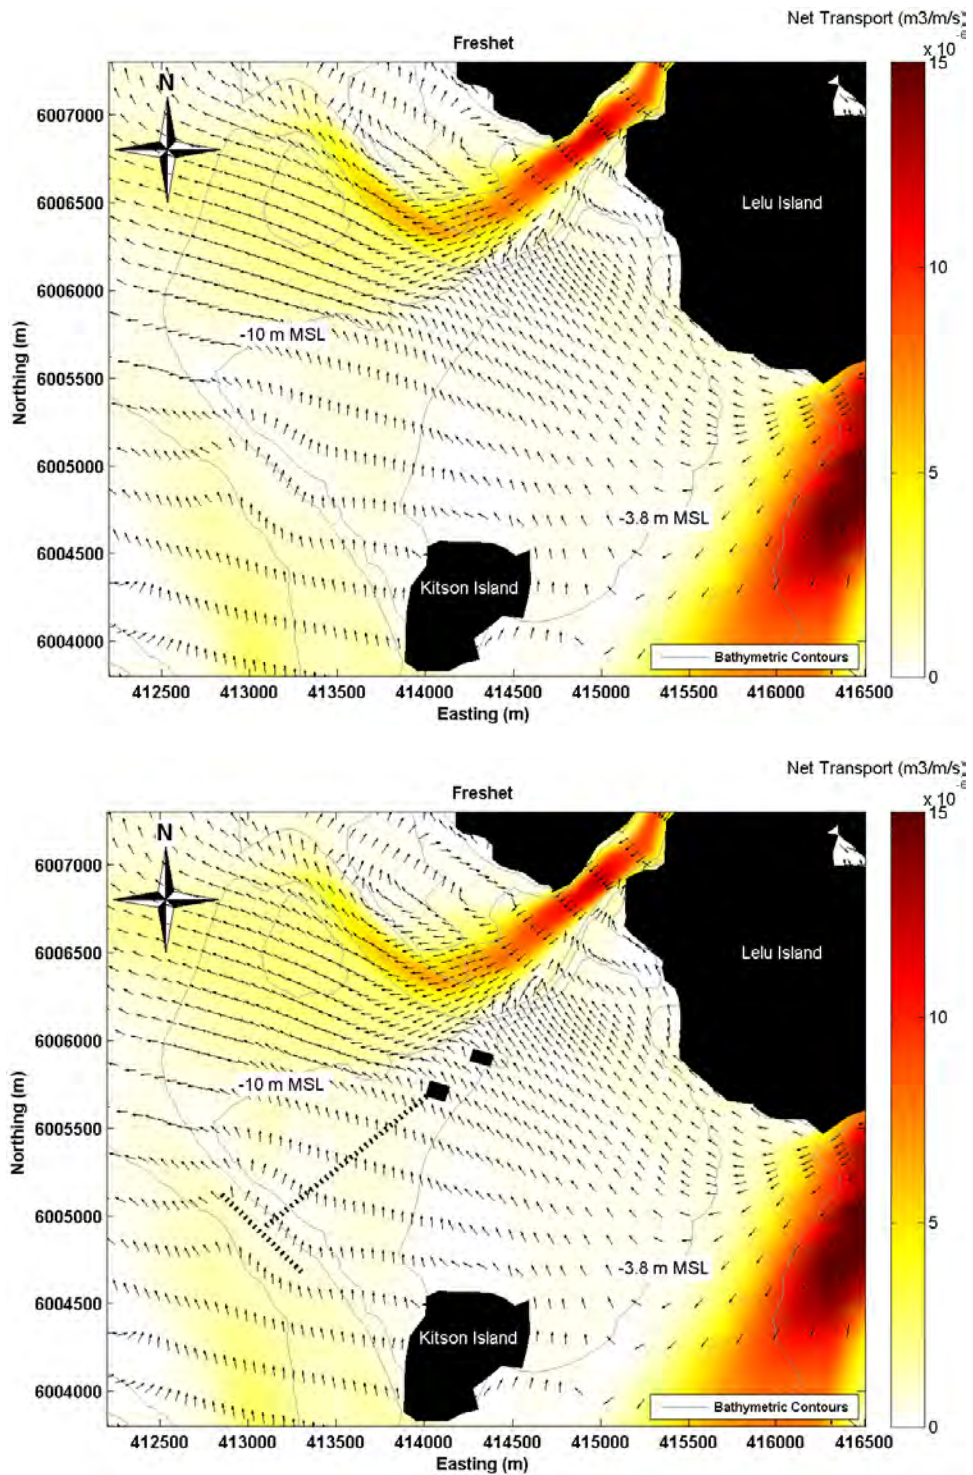 Net Transport (m3/m/s)
x 10
-6
Freshet
15
N
6007000
6006500
Lelu Island
10
6006000
-10 m MSL
Northing (m)
6005500
5
6005000
-3.8 m MSL
6004500
Kitson Island
6004000
Bathymetric Contours
0
412500 413000 413500 414000 414500 415000 415500 416000 416500
Easting (m)
Net Transport (m3/m/s)
x 10
-6
Freshet
15
N
6007000
6006500
Lelu Island
10
6006000
-10 m MSL
Northing (m)
6005500
5
6005000
-3.8 m MSL
6004500
Kitson Island
6004000
Bathymetric Contours
0
412500 413000 413500 414000 414500 415000 415500 416000 416500
Easting (m)